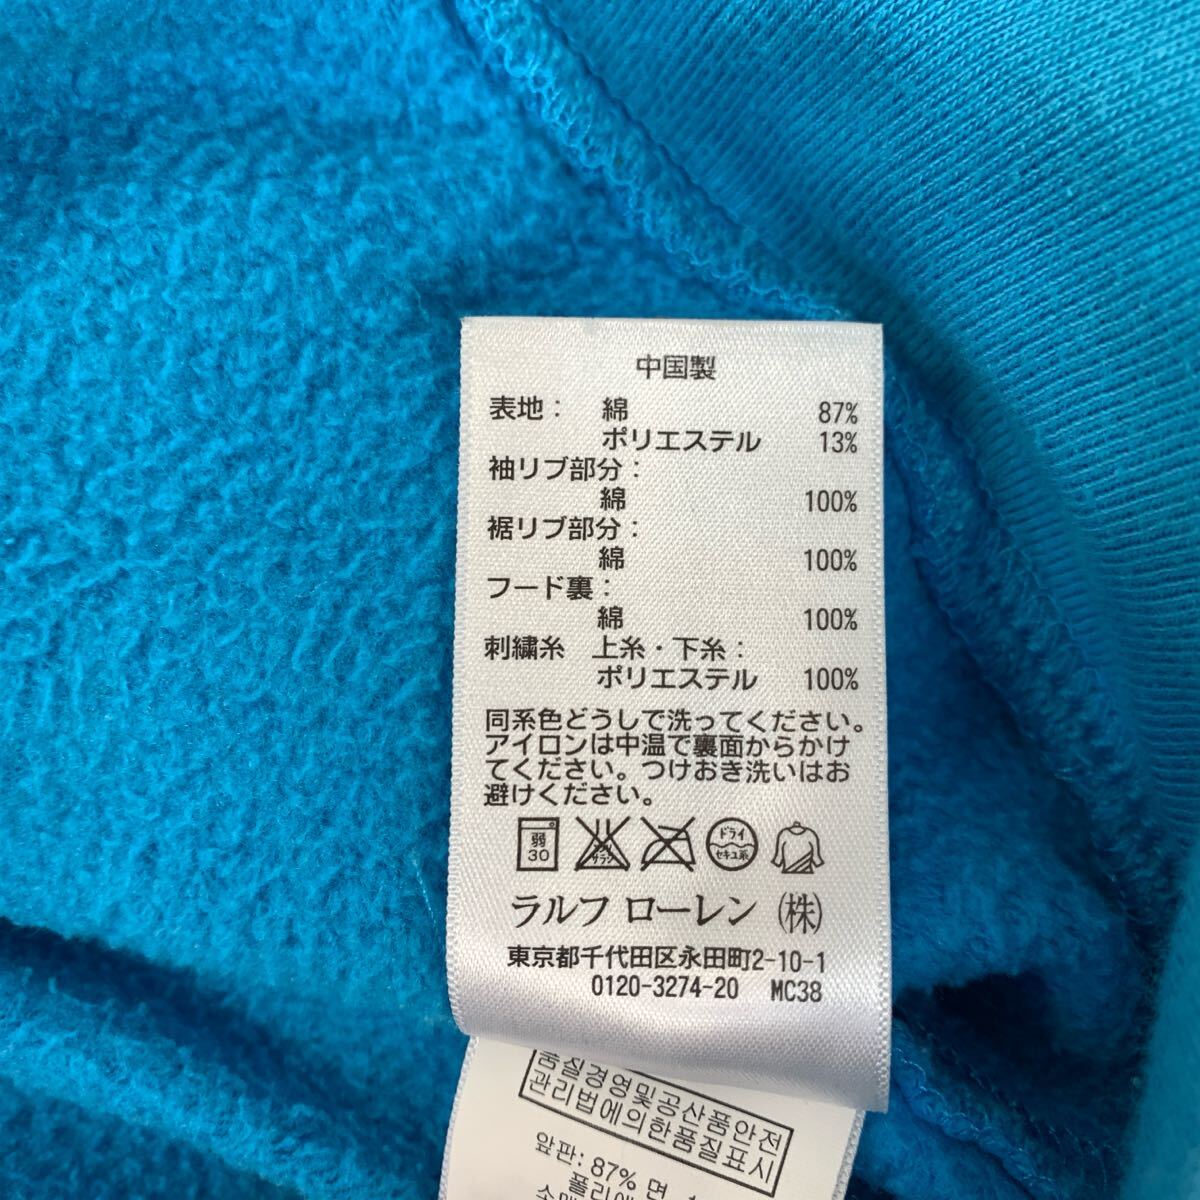 中国製
表地： 綿 87%
ポリエステル 13%
袖リブ部分：
綿 100%
裾リブ部分：
綿 100%
フード裏：
綿 100%
刺繍糸 上糸・下糸：
ポリエステル 100%
同系色どうしで洗ってください。
アイロンは中温で裏面からかけ
てください。つけおき洗いはお
避けください。
弱 30 ドライ セキユ系
ラルフ ローレン（株）
東京都千代田区永田町2-10-1
0120-3274-20 MC38
품질경영및공산품안전
관리법에의한품질표시
앞판: 87% 면